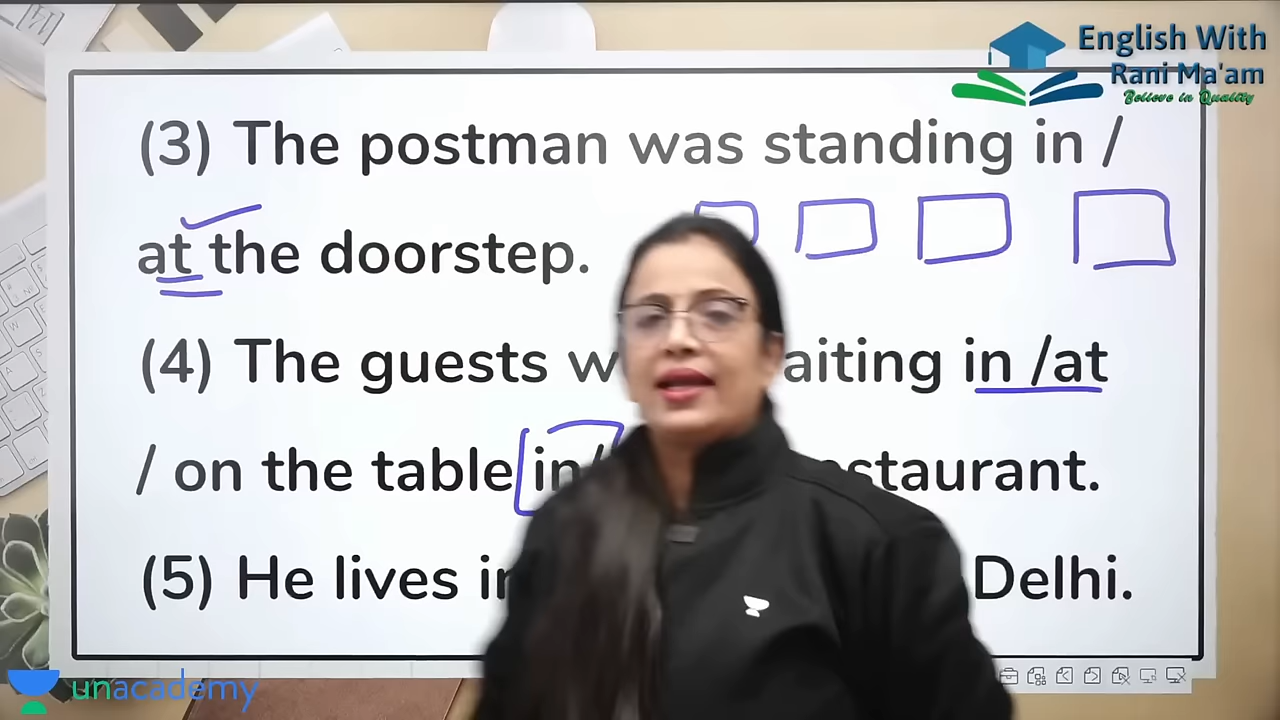 English With
Rani Ma'am
Believe in Quality
(3) The postman was standing in /
at the doorstep.
(4) The guests aiting in /at
/ on the table in/ staurant.
(5) He lives in Delhi.
unacademy